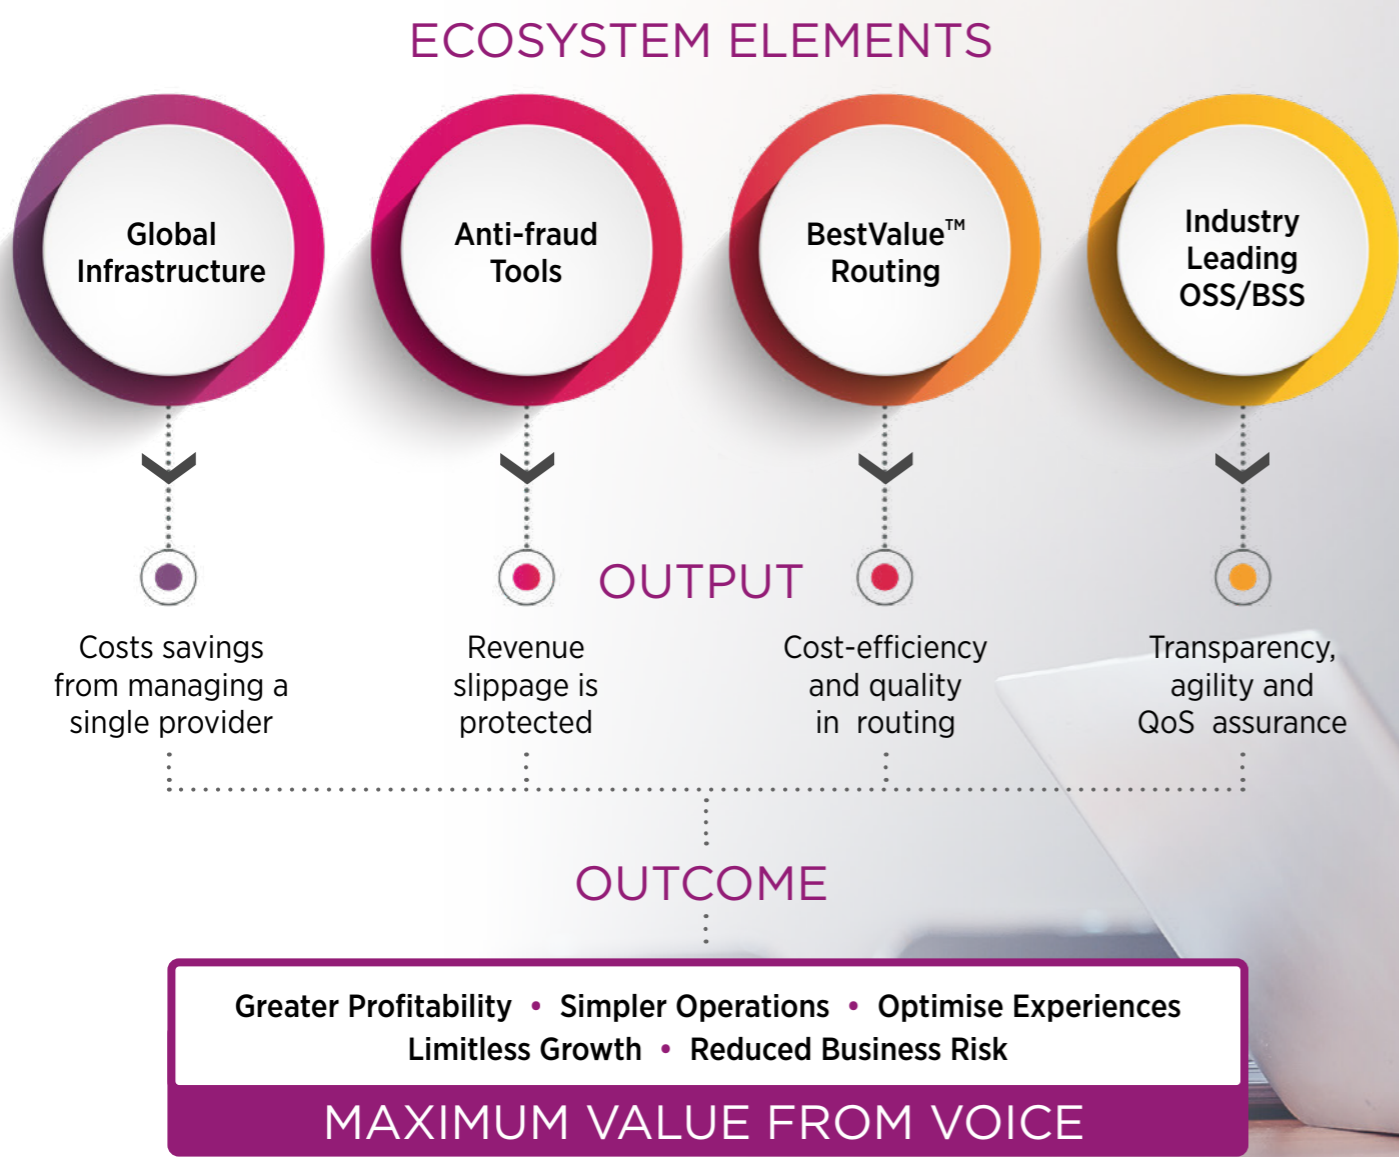 ECOSYSTEM ELEMENTS
Global
Infrastructure
Anti-fraud
Tools
BestValue™
Routing
Industry
Leading
OSS/BSS
OUTPUT
Costs savings
from managing a
single provider
Revenue
slippage is
protected
Cost-efficiency
and quality
in routing
Transparency,
agility and
QoS assurance
OUTCOME
Greater Profitability • Simpler Operations • Optimise Experiences
Limitless Growth • Reduced Business Risk
MAXIMUM VALUE FROM VOICE